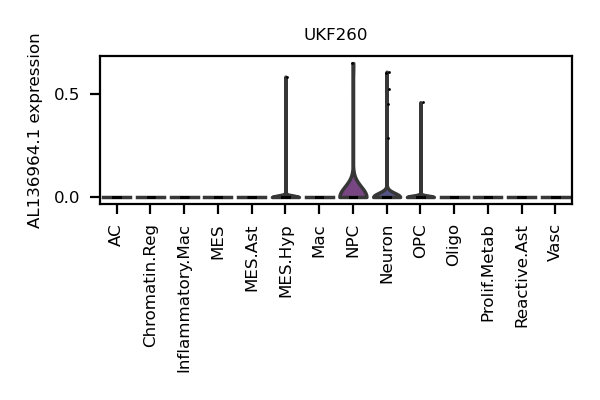 UKF260
AL136964.1 expression
0.5
0.0
AC
Chromatin.Reg
Inflammatory.Mac
MES
MES.Ast
MES.Hyp
Mac
NPC
Neuron
OPC
Oligo
Prolif.Metab
Reactive.Ast
Vasc